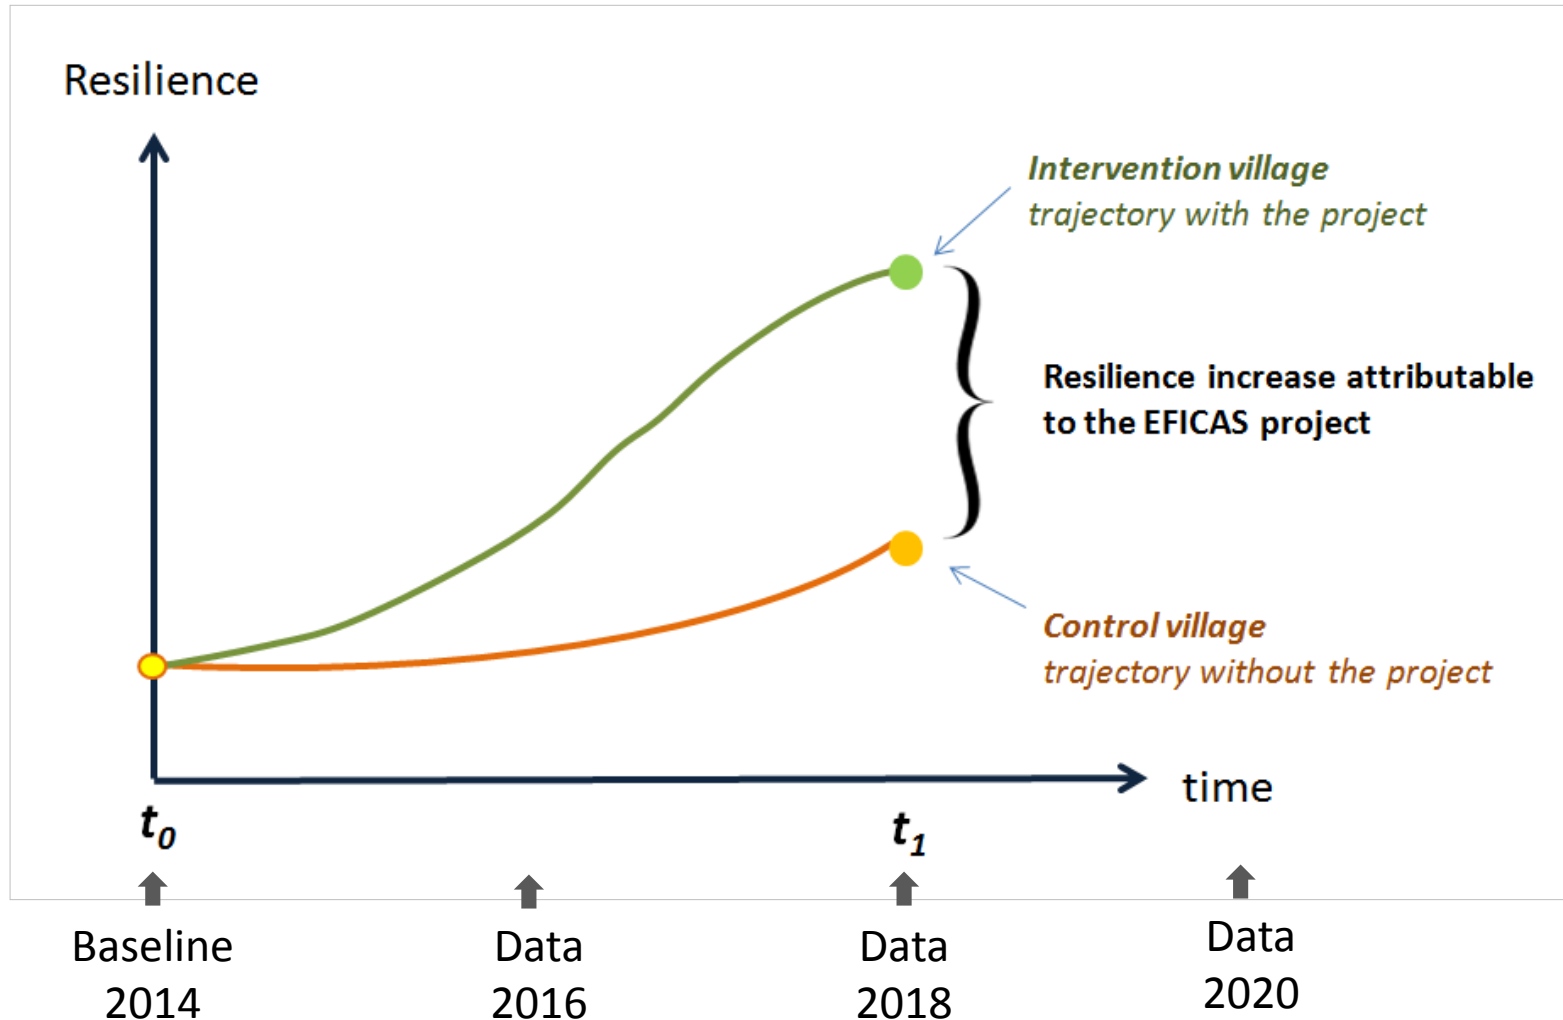 Resilience
Intervention village
trajectory with the project
Resilience increase attributable
to the EFICAS project
Control village
trajectory without the project
time
t0
t1
Baseline
2014
Data
2016
Data
2018
Data
2020